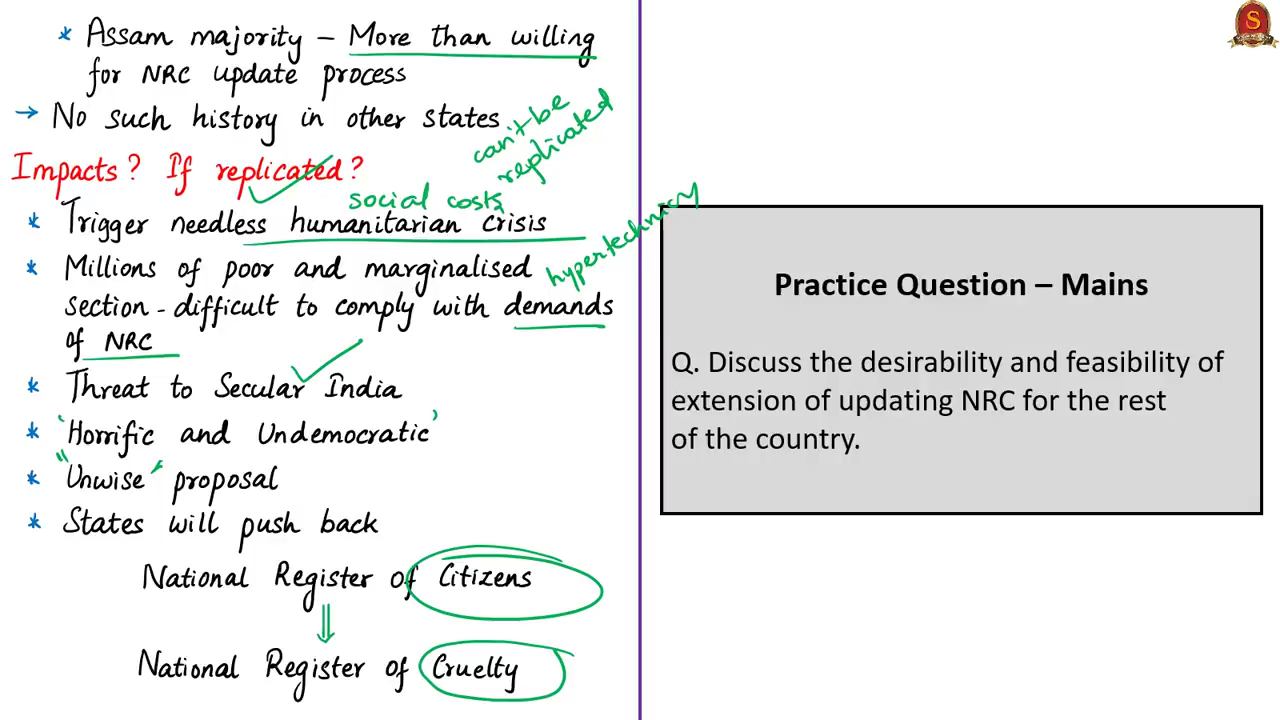 * Assam majority – More than willing
for NRC update process
→ No such history in other states
can't be
replicated
Impacts? If replicated?
social costs
* Trigger needless humanitarian crisis
hypertechnicy
* Millions of poor and marginalised
section - difficult to comply with demands
of NRC
* Threat to Secular India
* 'Horrific and Undemocratic'
* "Unwise" proposal
* States will push back
National Register of Citizens
⇓
National Register of Cruelty
S
Practice Question – Mains
Q. Discuss the desirability and feasibility of
extension of updating NRC for the rest
of the country.